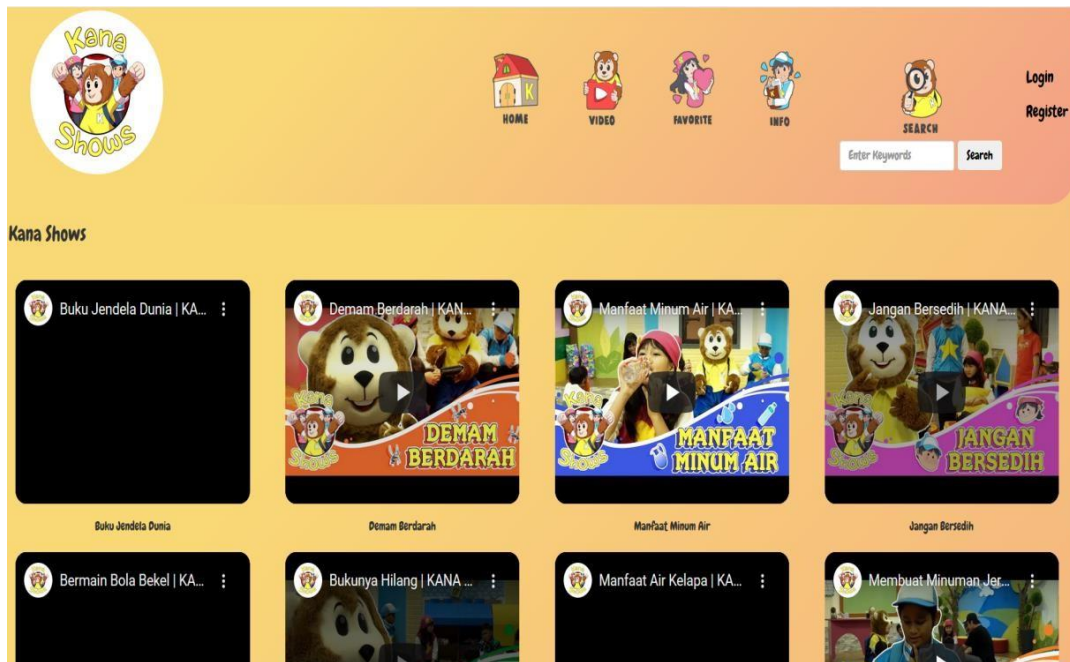 Kana
Shows
HOME
VIDEO
FAVORITE
INFO
SEARCH
Login
Register
Enter Keywords
Search
Kana Shows
Buku Jendela Dunia | KA...
Demam Berdarah | KAN...
Manfaat Minum Air | KA...
Jangan Bersedih | KANA...
Kana
Shows
DEMAM
BERDARAH
Kana
Shows
MANFAAT
MINUM AIR
Kana
Shows
JANGAN
BERSEDIH
Buku Jendela Dunia
Demam Berdarah
Manfaat Minum Air
Jangan Bersedih
Bermain Bola Bekel | KA...
Bukunya Hilang | KANA ...
Manfaat Air Kelapa | KA...
Membuat Minuman Jer...